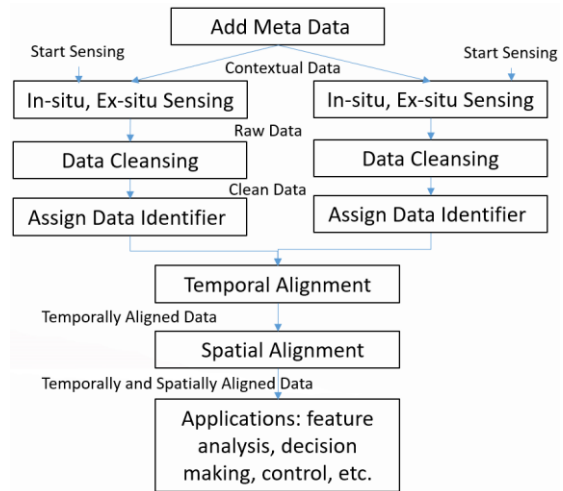 Add Meta Data
Start Sensing
Start Sensing
Contextual Data
In-situ, Ex-situ Sensing
In-situ, Ex-situ Sensing
Raw Data
Data Cleansing
Data Cleansing
Clean Data
Assign Data Identifier
Assign Data Identifier
Temporal Alignment
Temporally Aligned Data
Spatial Alignment
Temporally and Spatially Aligned Data
Applications: feature
analysis, decision
making, control, etc.